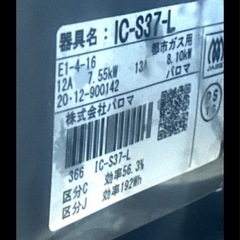 器具名：IC-S37-L
E1-4-16 都市ガス用
12A 7.55kW 13A 8.10kW
20-12-900142 パロマ
株式会社パロマ
366 IC-S37-L
区分C 効率56.3%
区分J 効率192Wh